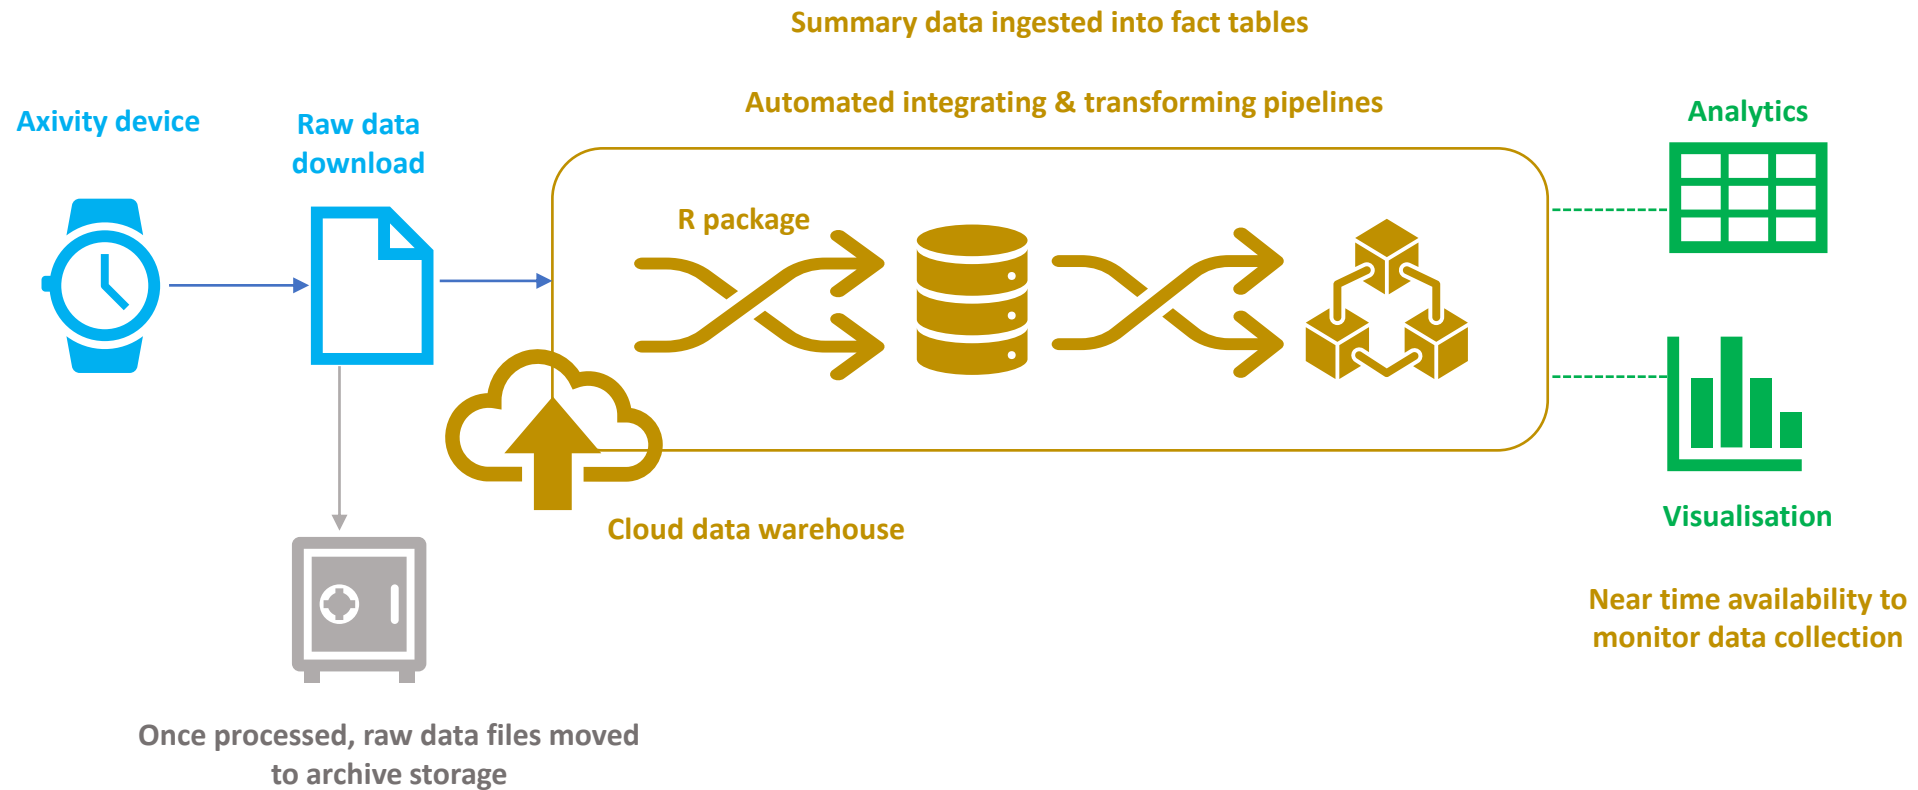 Summary data ingested into fact tables
Automated integrating & transforming pipelines
Axivity device
Raw data
download
R package
Analytics
Cloud data warehouse
Visualisation
Near time availability to
monitor data collection
Once processed, raw data files moved
to archive storage